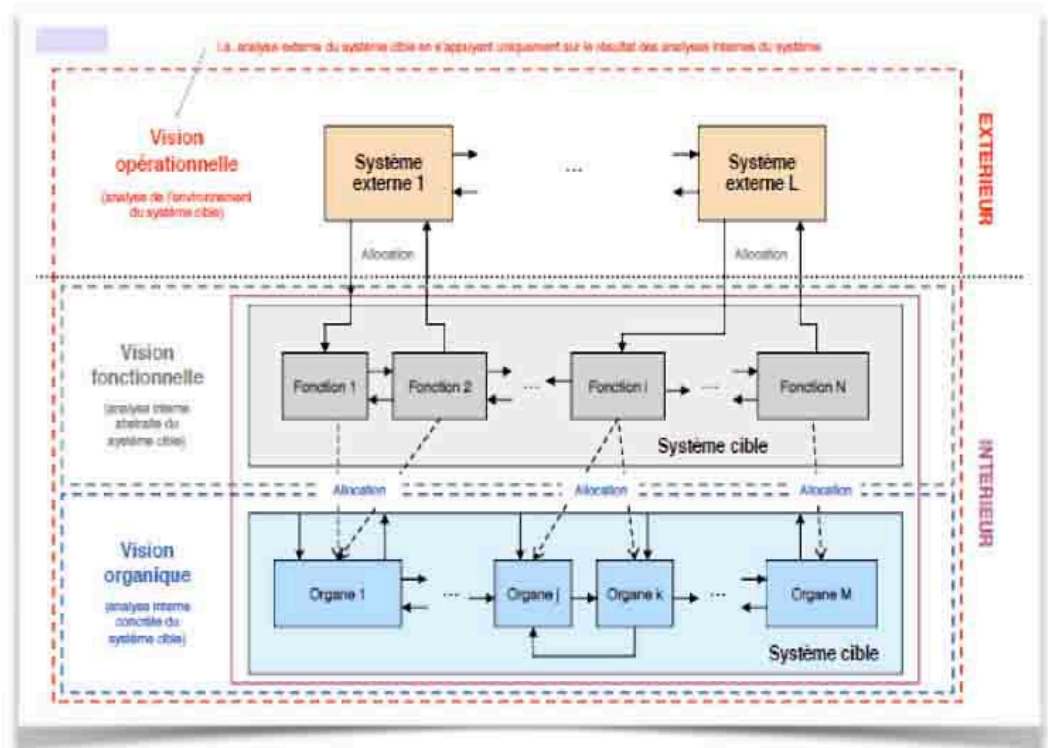 i.e. analyse externe du système cible en s'appuyant uniquement sur le résultat des analyses internes du système
Vision
opérationnelle
(analyse de l'environnement
du système cible)
Système
externe 1
...
Système
externe L
EXTERIEUR
Allocation
Allocation
Vision
fonctionnelle
(analyse interne
abstraite du
système cible)
Fonction 1
Fonction 2
...
Fonction i
...
Fonction N
Système cible
INTERIEUR
Allocation
Allocation
Allocation
Vision
organique
(analyse interne
concrète du
système cible)
Organe 1
...
Organe j
Organe k
...
Organe M
Système cible